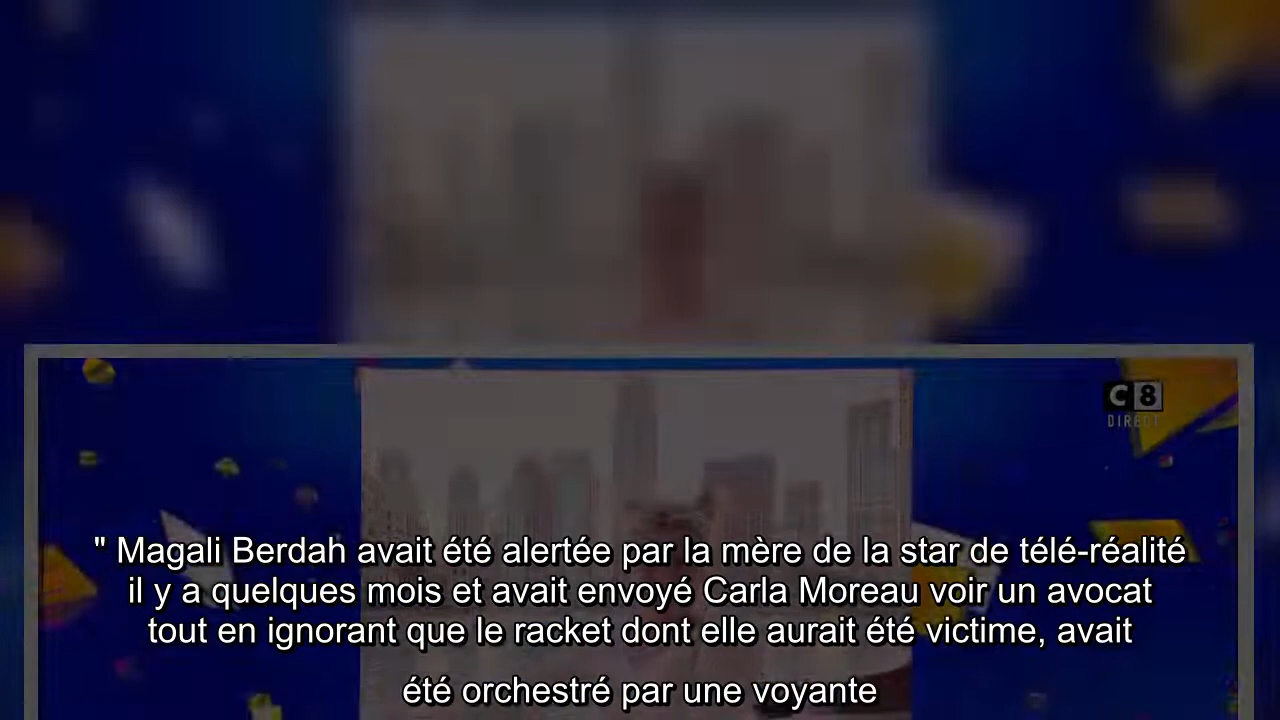 C8
DIRECT
" Magali Berdah avait été alertée par la mère de la star de télé-réalité
il y a quelques mois et avait envoyé Carla Moreau voir un avocat
tout en ignorant que le racket dont elle aurait été victime, avait
été orchestré par une voyante